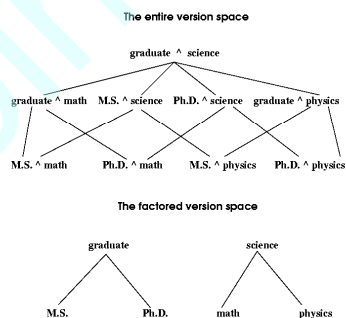 The entire version space
graduate ^ science
graduate ^ math M.S. ^ science Ph.D. ^ science graduate ^ physics
M.S. ^ math Ph.D. ^ math M.S. ^ physics Ph.D. ^ physics
The factored version space
graduate science
M.S. Ph.D. math physics